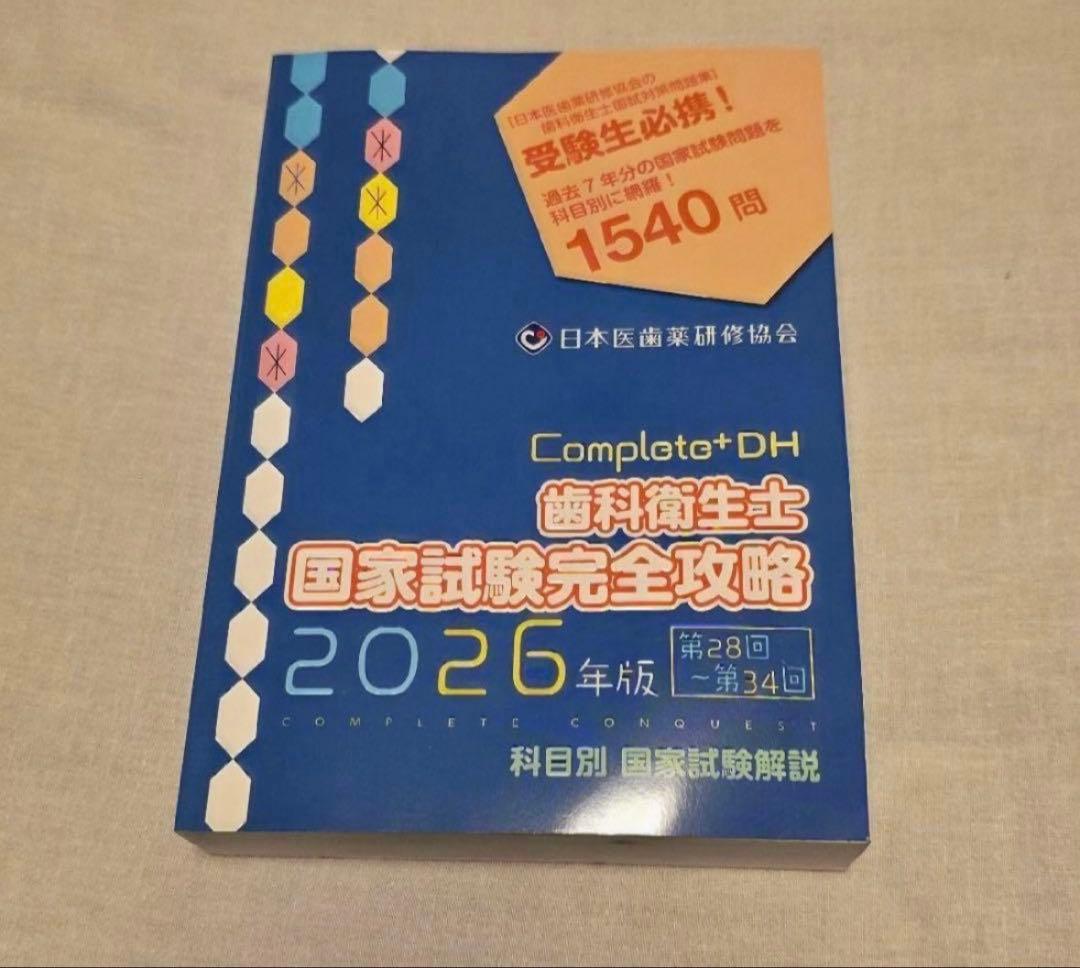 [日本医歯薬研修協会の
歯科衛生士国試対策問題集]
受験生必携！
過去7年分の国家試験問題を
科目別に網羅！
1540問
日本医歯薬研修協会
Complete+DH
歯科衛生士
国家試験完全攻略
2026年版
第28回
～第34回
COMPLETE CONQUEST
科目別 国家試験解説